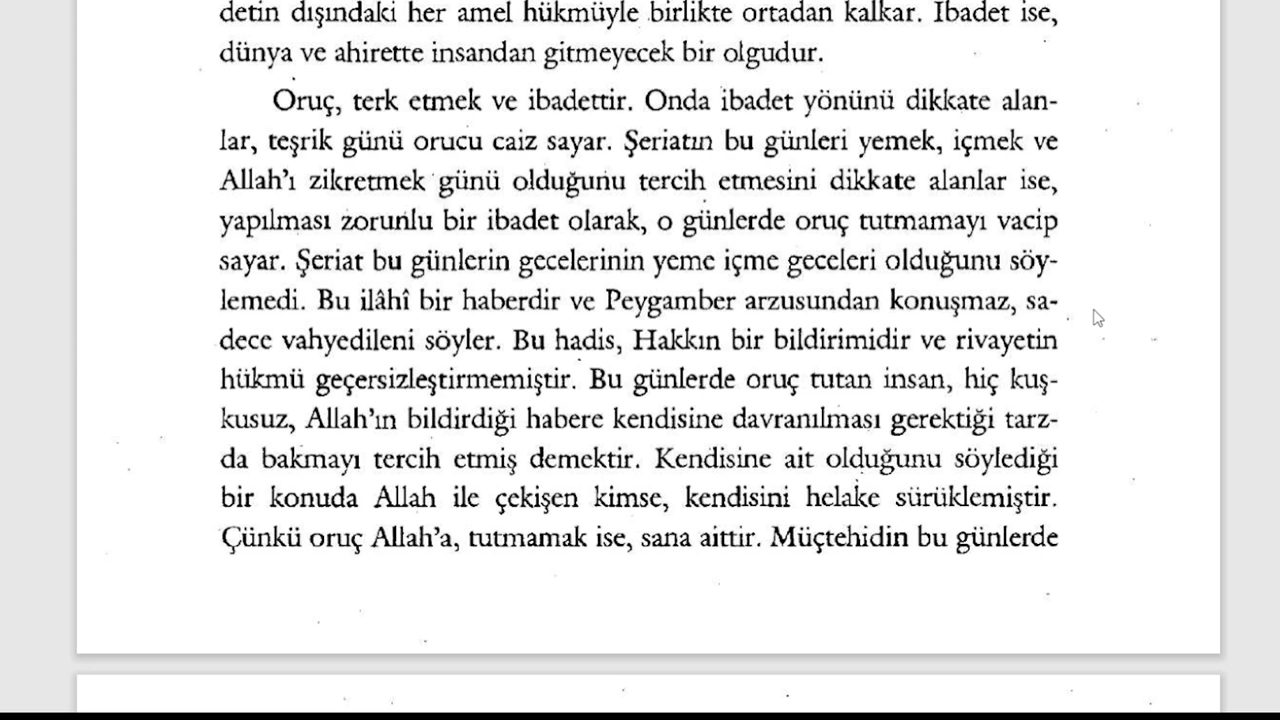 detin dışındaki her amel hükmüyle birlikte ortadan kalkar. İbadet ise,
dünya ve ahirette insandan gitmeyecek bir olgudur.
Oruç, terk etmek ve ibadettir. Onda ibadet yönünü dikkate alan-
lar, teşrik günü orucu caiz sayar. Şeriatın bu günleri yemek, içmek ve
Allah'ı zikretmek günü olduğunu tercih etmesini dikkate alanlar ise,
yapılması zorunlu bir ibadet olarak, o günlerde oruç tutmamayı vacip
sayar. Şeriat bu günlerin gecelerinin yeme içme geceleri olduğunu söy-
lemedi. Bu ilâhî bir haberdir ve Peygamber arzusundan konuşmaz, sa-
dece vahyedileni söyler. Bu hadis, Hakkın bir bildirimidir ve rivayetin
hükmü geçersizleştirmemiştir. Bu günlerde oruç tutan insan, hiç kuş-
kusuz, Allah'ın bildirdiği habere kendisine davranılması gerektiği tarz-
da bakmayı tercih etmiş demektir. Kendisine ait olduğunu söylediği
bir konuda Allah ile çekişen kimse, kendisini helake sürüklemiştir.
Çünkü oruç Allah'a, tutmamak ise, sana aittir. Müçtehidin bu günlerde